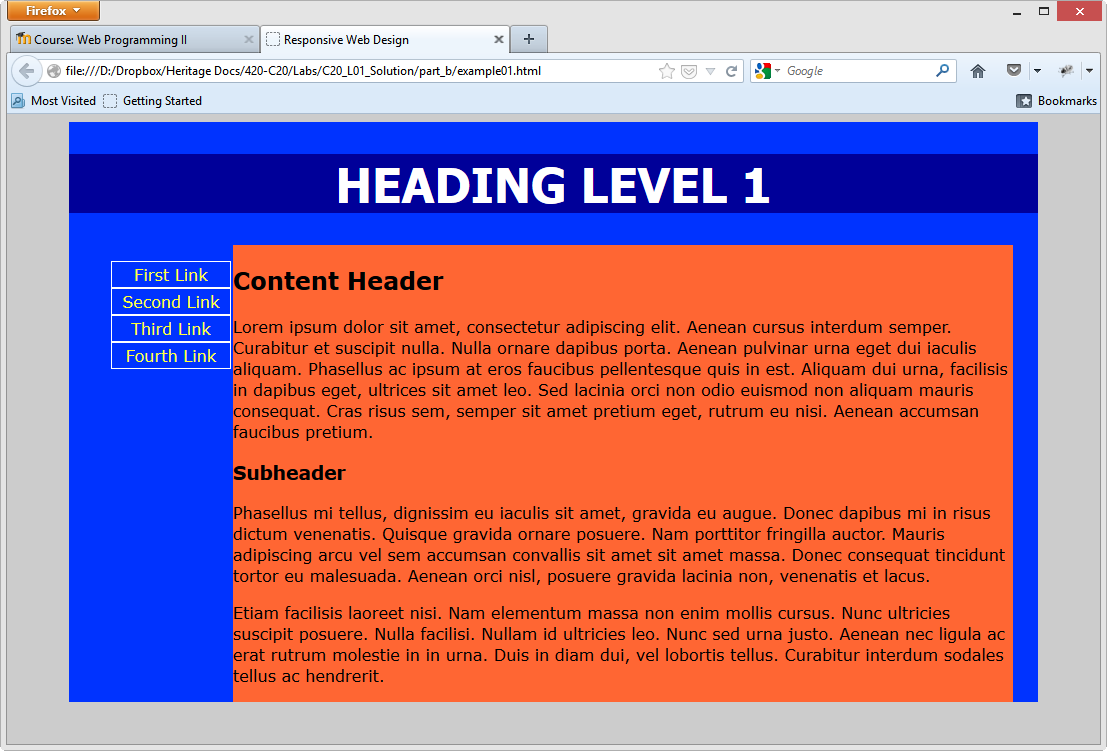 Firefox
Course: Web Programming II
Responsive Web Design
file:///D:/Dropbox/Heritage Docs/420-C20/Labs/C20_L01_Solution/part_b/example01.html
Google
Most Visited
Getting Started
Bookmarks
HEADING LEVEL 1
First Link
Second Link
Third Link
Fourth Link
Content Header
Lorem ipsum dolor sit amet, consectetur adipiscing elit. Aenean cursus interdum semper.
Curabitur et suscipit nulla. Nulla ornare dapibus porta. Aenean pulvinar urna eget dui iaculis
aliquam. Phasellus ac ipsum at eros faucibus pellentesque quis in est. Aliquam dui urna, facilisis
in dapibus eget, ultrices sit amet leo. Sed lacinia orci non odio euismod non aliquam mauris
consequat. Cras risus sem, semper sit amet pretium eget, rutrum eu nisi. Aenean accumsan
faucibus pretium.
Subheader
Phasellus mi tellus, dignissim eu iaculis sit amet, gravida eu augue. Donec dapibus mi in risus
dictum venenatis. Quisque gravida ornare posuere. Nam porttitor fringilla auctor. Mauris
adipiscing arcu vel sem accumsan convallis sit amet sit amet massa. Donec consequat tincidunt
tortor eu malesuada. Aenean orci nisl, posuere gravida lacinia non, venenatis et lacus.
Etiam facilisis laoreet nisi. Nam elementum massa non enim mollis cursus. Nunc ultricies
suscipit posuere. Nulla facilisi. Nullam id ultricies leo. Nunc sed urna justo. Aenean nec ligula ac
erat rutrum molestie in in urna. Duis in diam dui, vel lobortis tellus. Curabitur interdum sodales
tellus ac hendrerit.